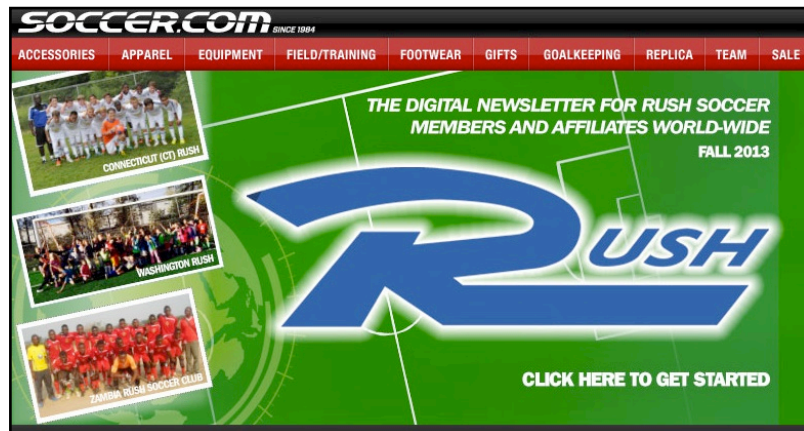 SOCCER.COM SINCE 1984
ACCESSORIES APPAREL EQUIPMENT FIELD/TRAINING FOOTWEAR GIFTS GOALKEEPING REPLICA TEAM SALE
THE DIGITAL NEWSLETTER FOR RUSH SOCCER
MEMBERS AND AFFILIATES WORLD-WIDE
FALL 2013
CONNECTICUT (CT) RUSH
WASHINGTON RUSH
RUSH
ZAMBIA RUSH SOCCER CLUB
CLICK HERE TO GET STARTED